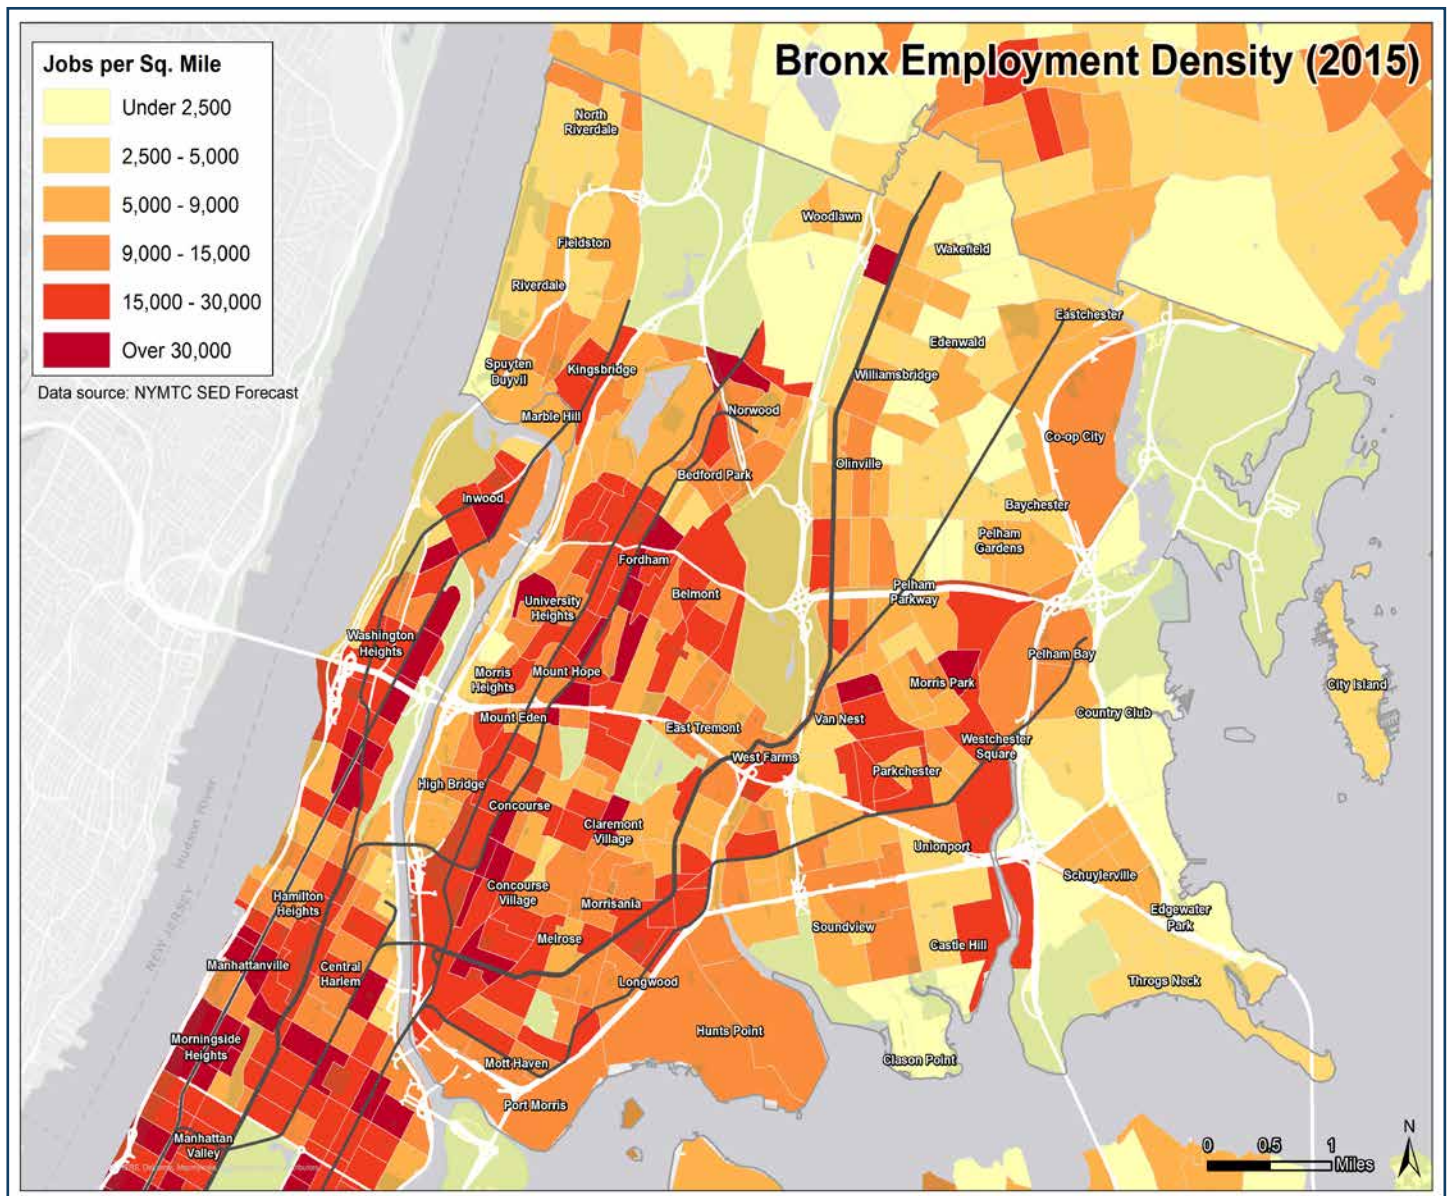 Bronx Employment Density (2015)
Jobs per Sq. Mile
Under 2,500
2,500 - 5,000
5,000 - 9,000
9,000 - 15,000
15,000 - 30,000
Over 30,000
Data source: NYMTC SED Forecast
North
Riverdale
Woodlawn
Fieldston
Wakefield
Riverdale
Eastchester
Edenwald
Spuyten
Duyvil
Kingsbridge
Williamsbridge
Marble Hill
Norwood
Co-op City
Olinville
Bedford Park
Inwood
Baychester
Pelham
Gardens
Fordham
Belmont
Pelham
Parkway
University
Heights
Washington
Heights
Pelham Bay
Morris
Heights
Mount Hope
Morris Park
City Island
Mount Eden
Van Nest
Country Club
East Tremont
Westchester
Square
West Farms
Parkchester
High Bridge
Concourse
Claremont
Village
Unionport
Hudson River
Schuylerville
Concourse
Village
Hamilton
Heights
Morrisania
Edgewater
Park
Soundview
NEW JERSEY
Melrose
Castle Hill
Manhattanville
Central
Harlem
Longwood
Throgs Neck
Hunts Point
Morningside
Heights
Mott Haven
Clason Point
Port Morris
Manhattan
Valley
N
0 0.5 1
Miles